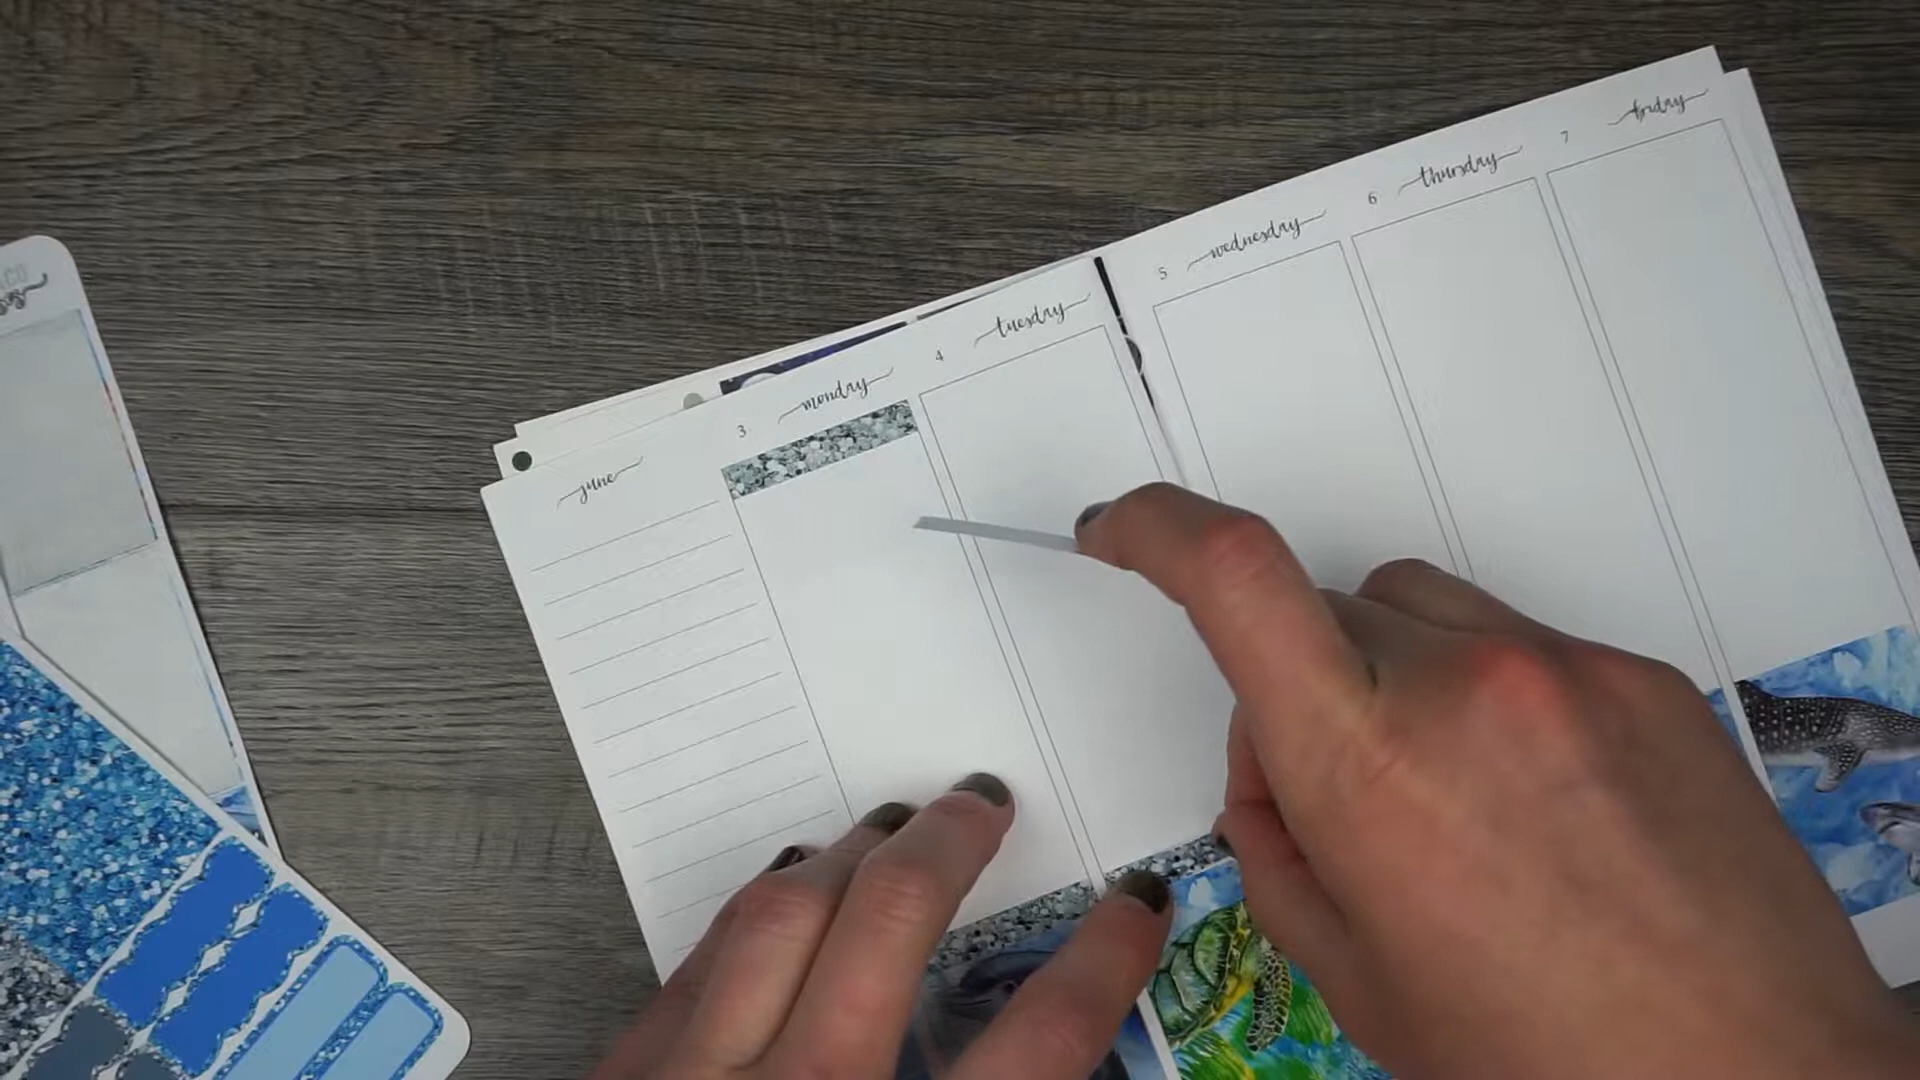 june
3 monday
4 tuesday
5 wednesday
6 thursday
7 friday